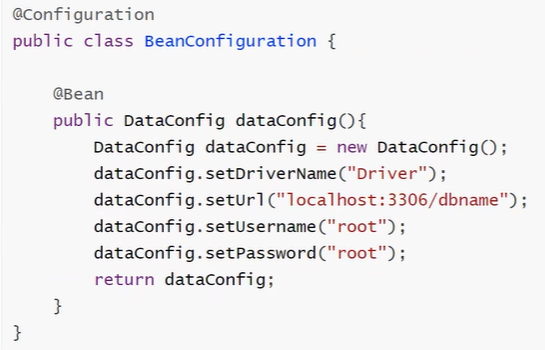 @Configuration
public class BeanConfiguration {
@Bean
public DataConfig dataConfig(){
DataConfig dataConfig = new DataConfig();
dataConfig.setDriverName("Driver");
dataConfig.setUrl("localhost:3306/dbname");
dataConfig.setUsername("root");
dataConfig.setPassword("root");
return dataConfig;
}
}